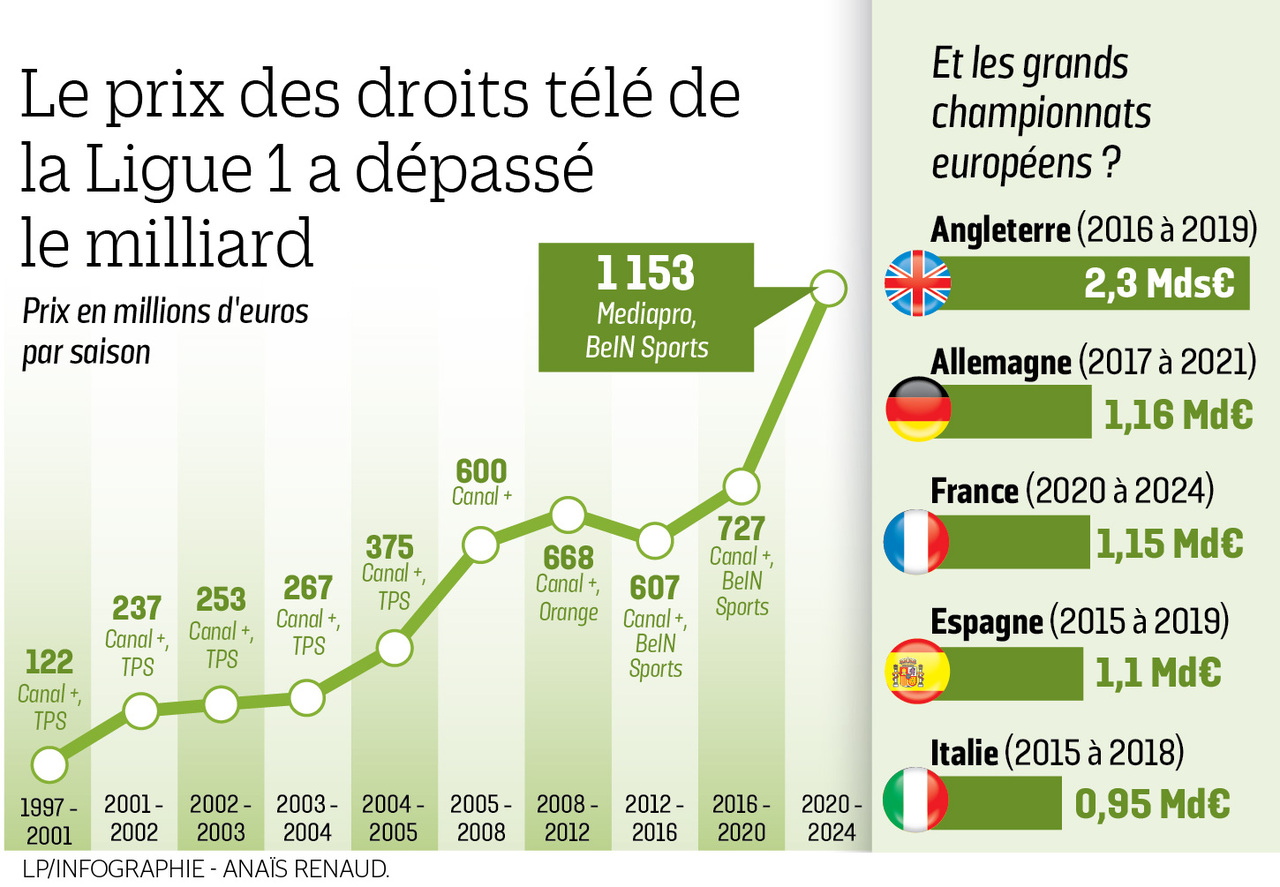 Le prix des droits télé de
la Ligue 1 a dépassé
le milliard
Prix en millions d'euros
par saison
122
Canal +,
TPS
237
Canal +,
TPS
253
Canal +,
TPS
267
Canal +,
TPS
375
Canal +,
TPS
600
Canal +
668
Canal +,
Orange
607
Canal +,
BeIN
Sports
727
Canal +,
BeIN
Sports
1 153
Mediapro,
BeIN Sports
1997 -
2001
2001 -
2002
2002 -
2003
2003 -
2004
2004 -
2005
2005 -
2008
2008 -
2012
2012 -
2016
2016 -
2020
2020 -
2024
LP/INFOGRAPHIE - ANAÏS RENAUD.
Et les grands
championnats
européens ?
Angleterre (2016 à 2019)
2,3 Mds€
Allemagne (2017 à 2021)
1,16 Md€
France (2020 à 2024)
1,15 Md€
Espagne (2015 à 2019)
1,1 Md€
Italie (2015 à 2018)
0,95 Md€